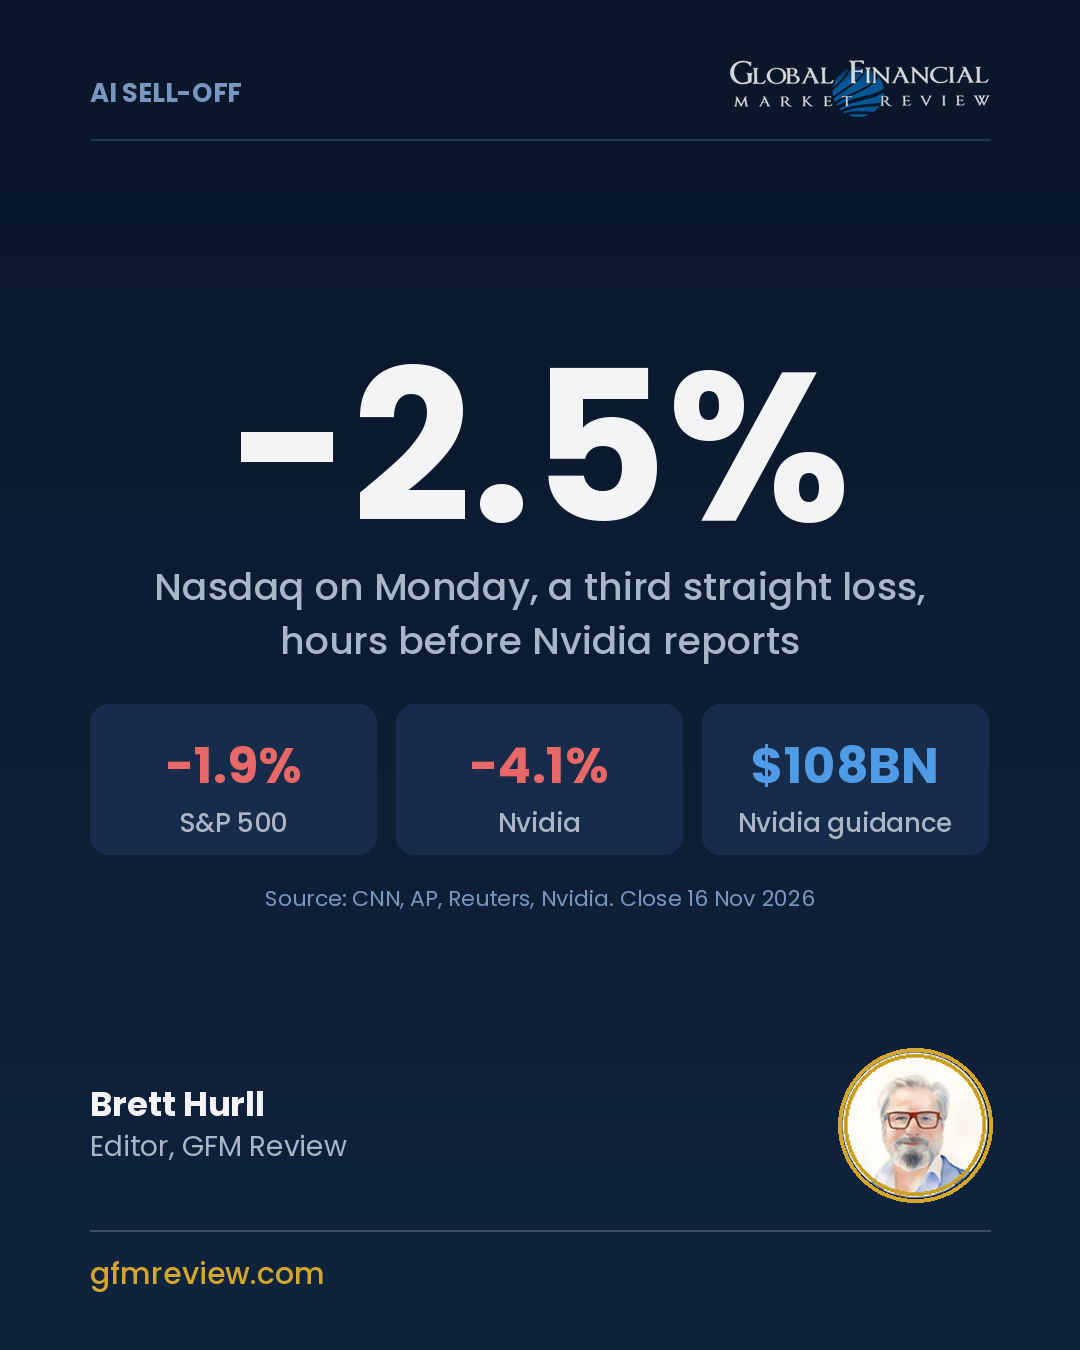 AI SELL-OFF
GLOBAL FINANCIAL
MARKET REVIEW
-2.5%
Nasdaq on Monday, a third straight loss,
hours before Nvidia reports
-1.9%
S&P 500
-4.1%
Nvidia
$108BN
Nvidia guidance
Source: CNN, AP, Reuters, Nvidia. Close 16 Nov 2026
Brett Hurll
Editor, GFM Review
gfmreview.com